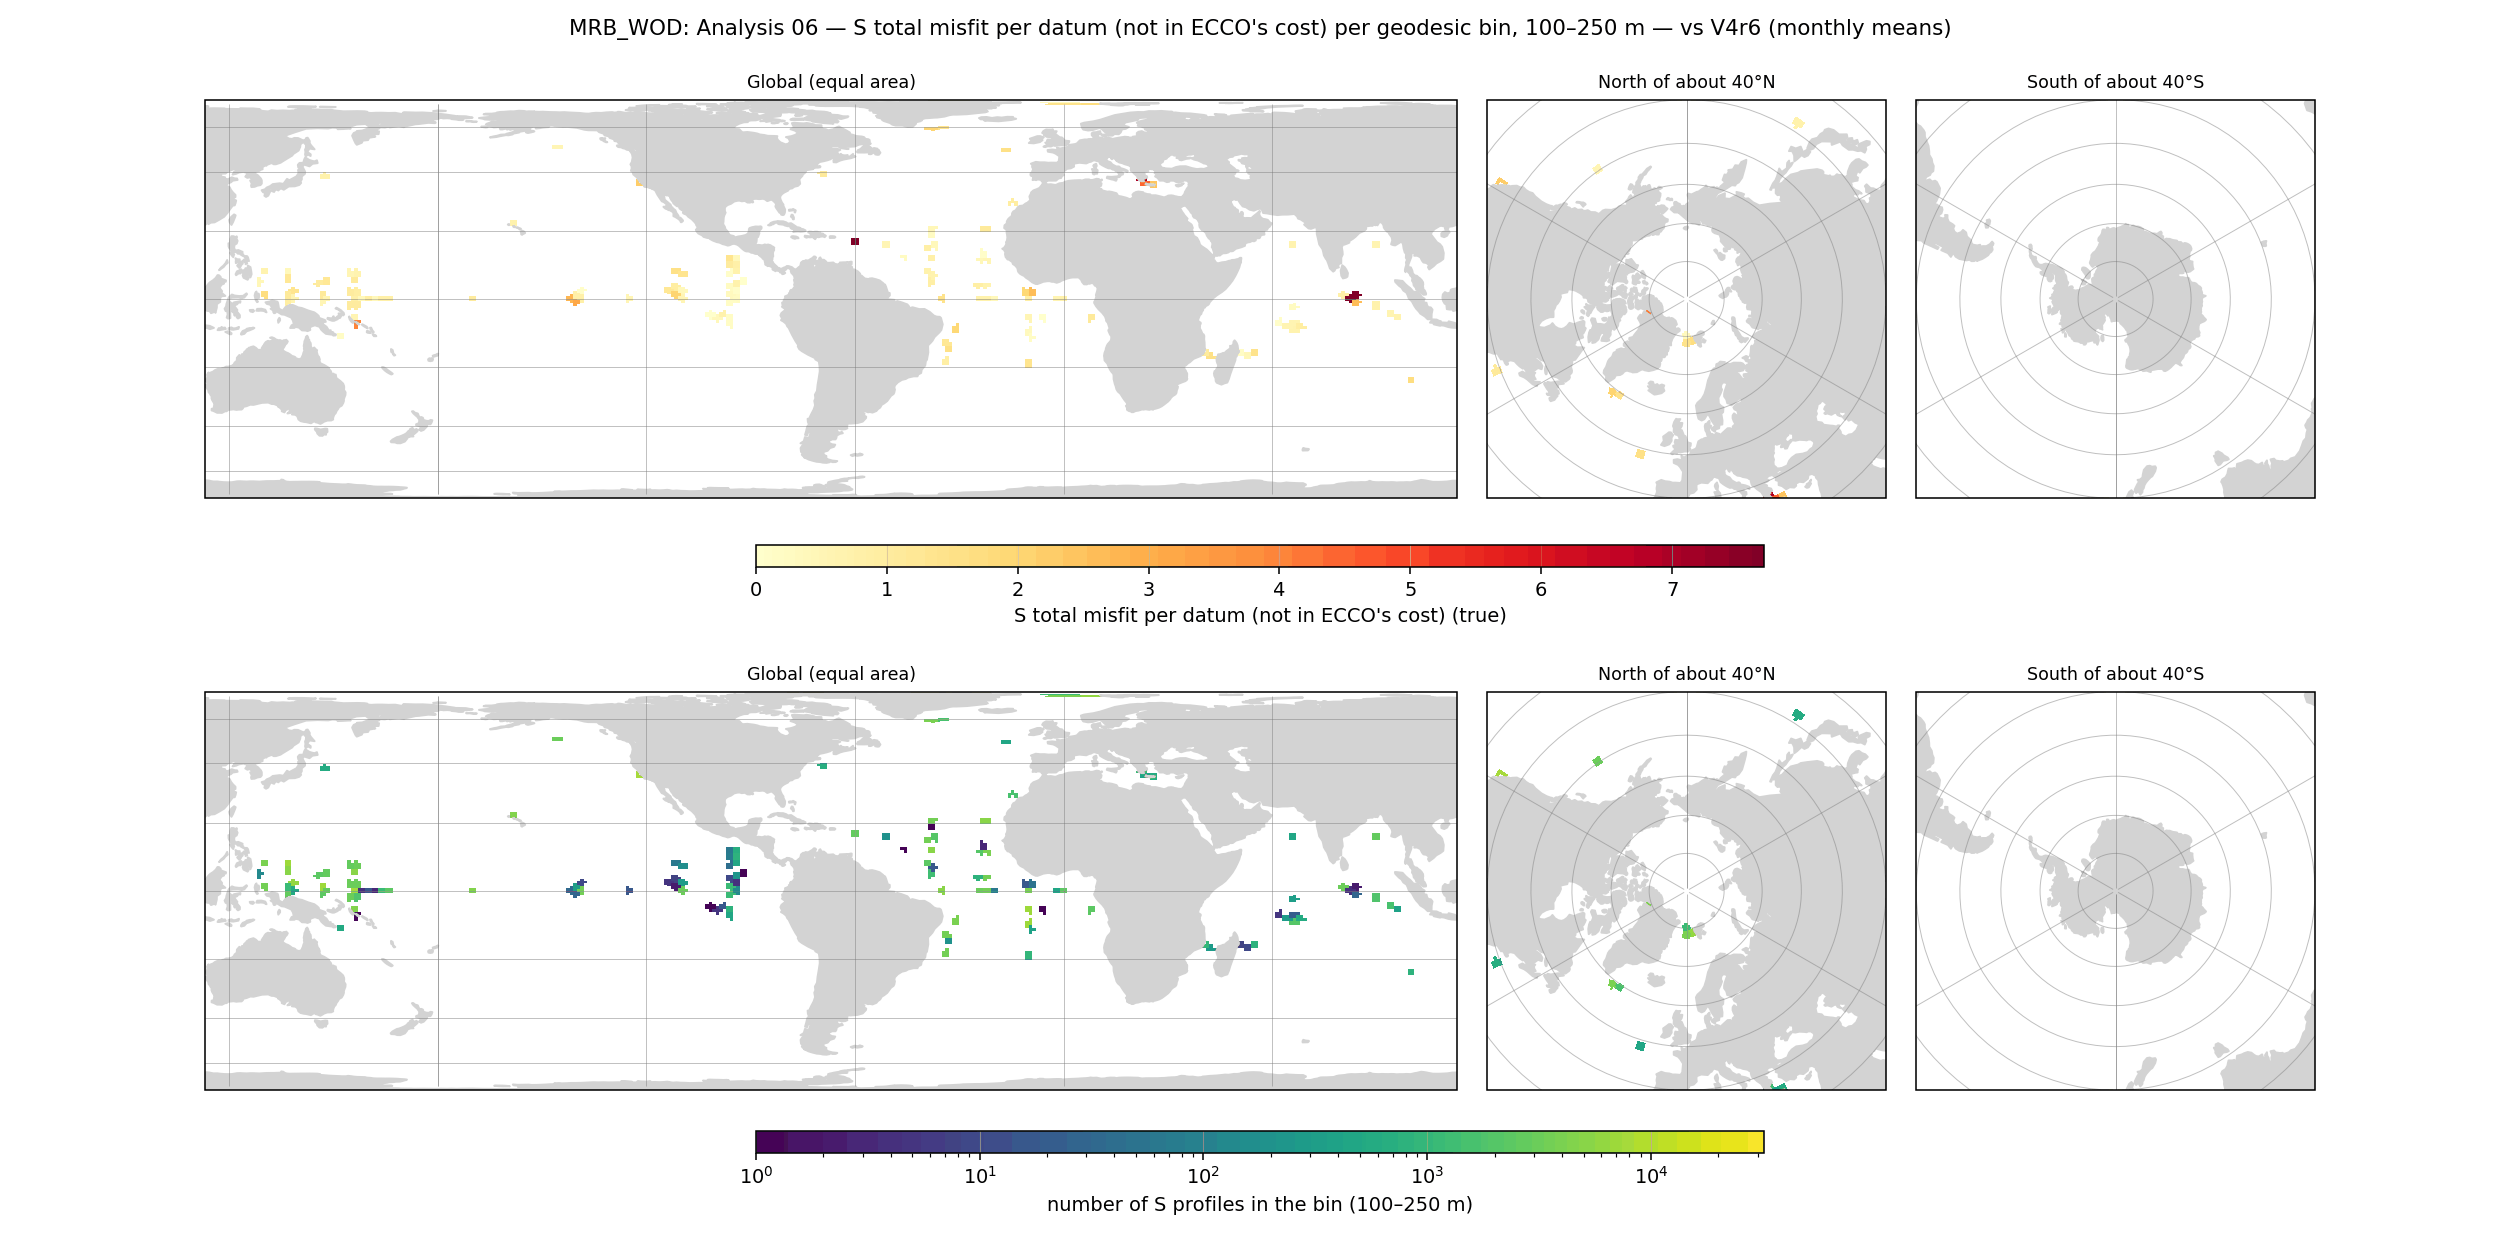 MRB_WOD: Analysis 06 — S total misfit per datum (not in ECCO's cost) per geodesic bin, 100–250 m — vs V4r6 (monthly means)
Global (equal area)
North of about 40°N
South of about 40°S
0 1 2 3 4 5 6 7
S total misfit per datum (not in ECCO's cost) (true)
Global (equal area)
North of about 40°N
South of about 40°S
10⁰ 10¹ 10² 10³ 10⁴
number of S profiles in the bin (100–250 m)